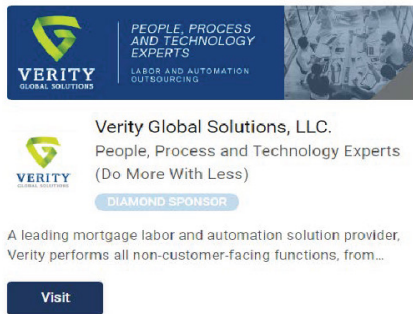 PEOPLE, PROCESS
AND TECHNOLOGY
EXPERTS
VERITY
GLOBAL SOLUTIONS
LABOR AND AUTOMATION
OUTSOURCING
Verity Global Solutions, LLC.
People, Process and Technology Experts
(Do More With Less)
VERITY
GLOBAL SOLUTIONS
DIAMOND SPONSOR
A leading mortgage labor and automation solution provider,
Verity performs all non-customer-facing functions, from...
Visit